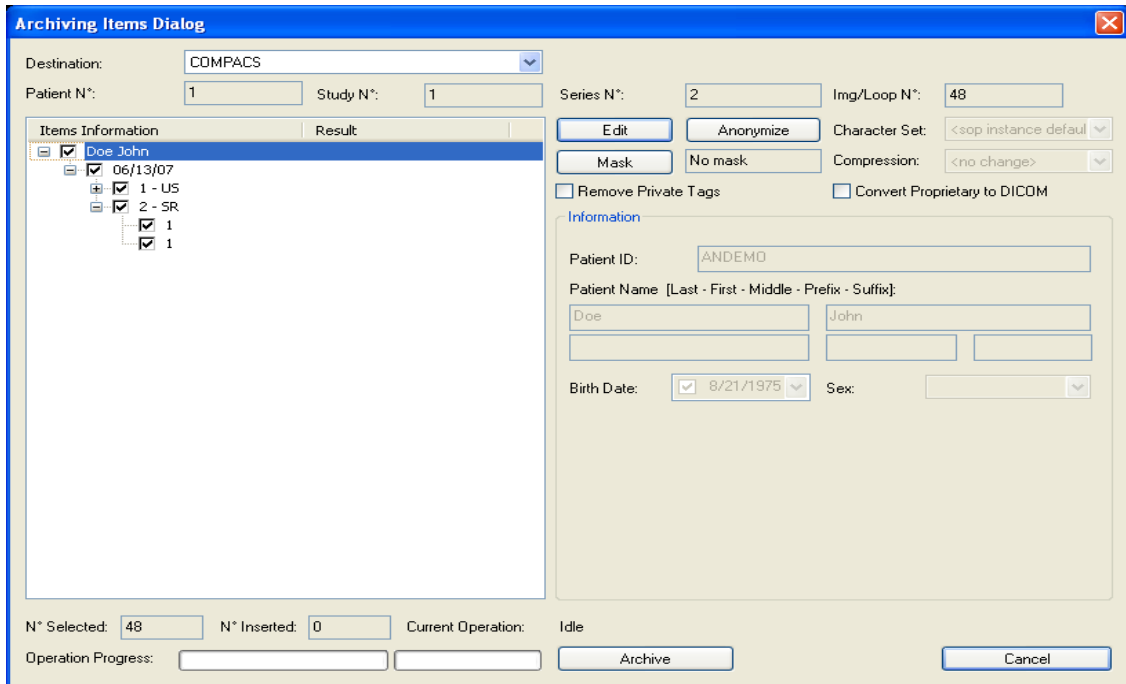 Archiving Items Dialog
Destination: COMPACS
Patient N°: 1 Study N°: 1 Series N°: 2 Img/Loop N°: 48
Items Information Result
Doe John
06/13/07
1 - US
2 - SR
1
1
Edit Anonymize Character Set: <sop instance defaul
Mask No mask Compression: <no change>
Remove Private Tags Convert Proprietary to DICOM
Information
Patient ID: ANDEMO
Patient Name [Last - First - Middle - Prefix - Suffix]:
Doe John
Birth Date: 8/21/1975 Sex:
N° Selected: 48 N° Inserted: 0 Current Operation: Idle
Operation Progress: Archive Cancel